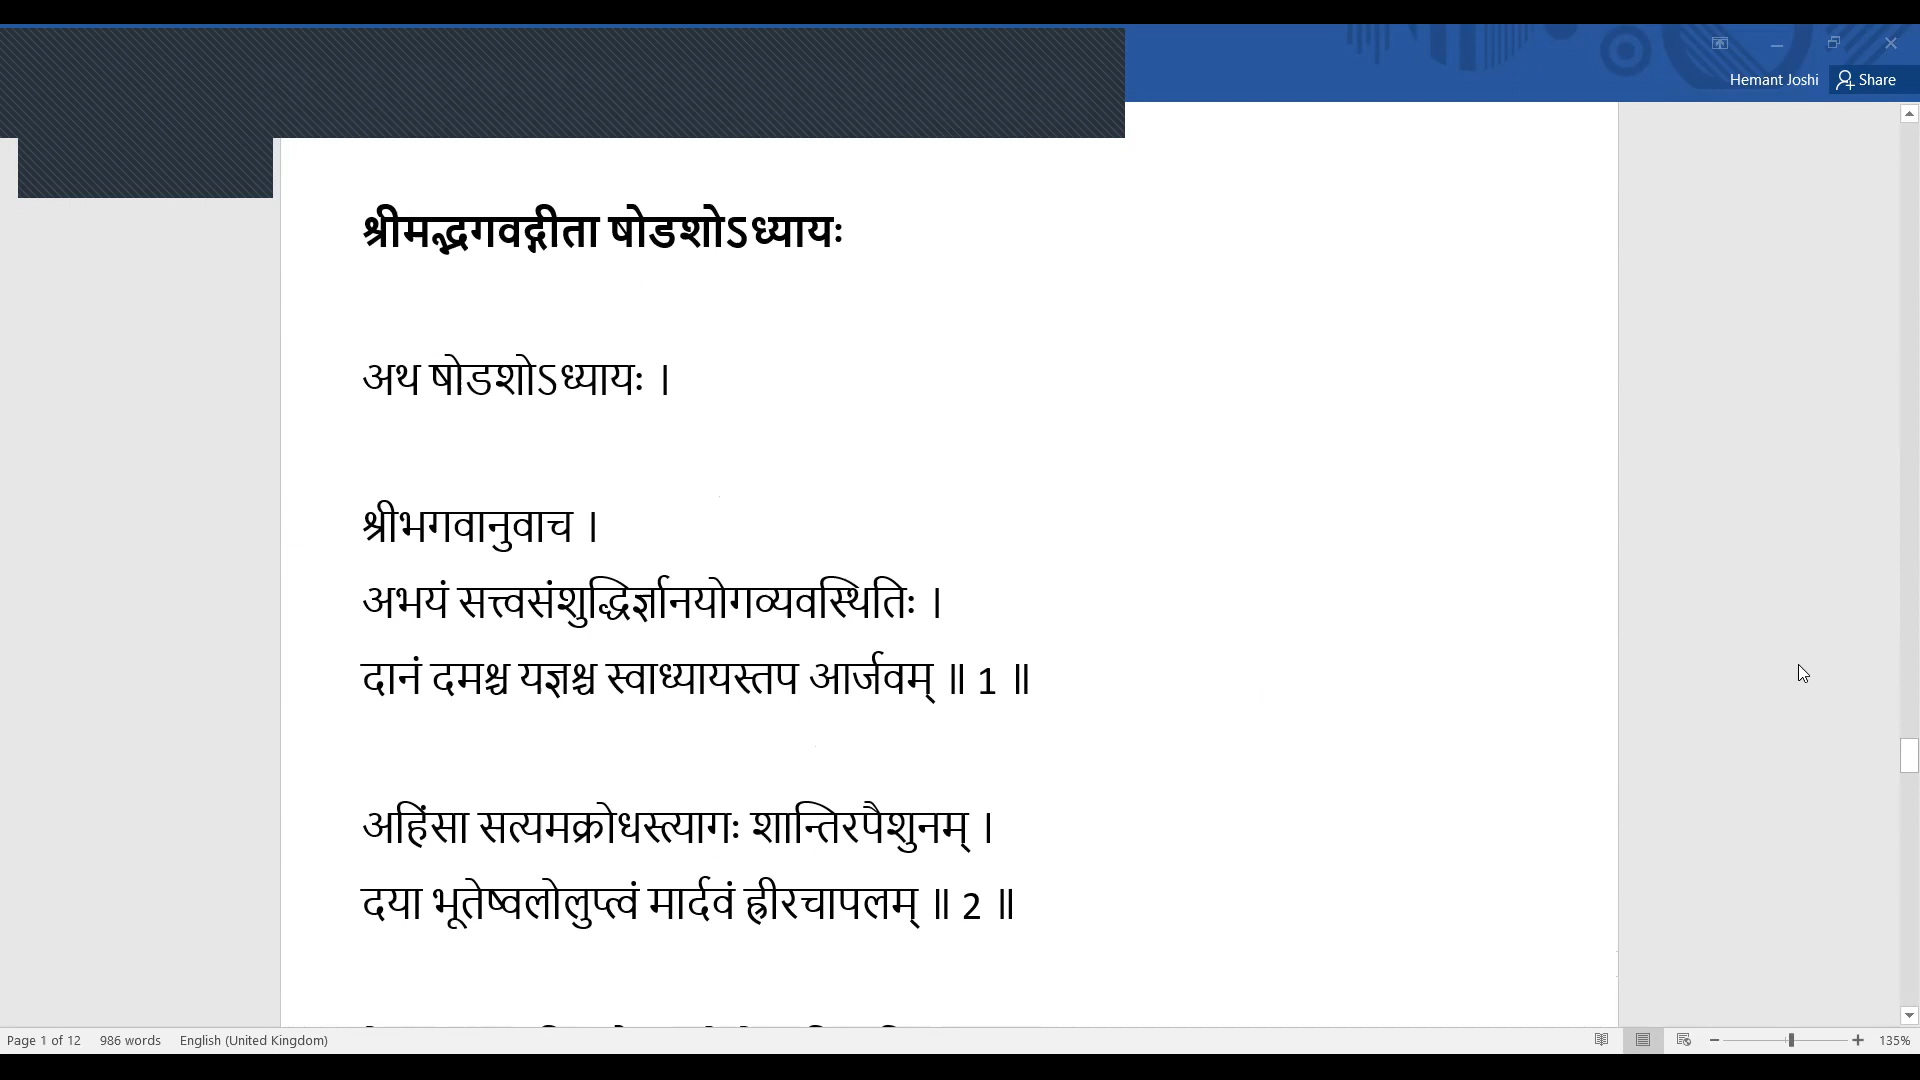 Hemant Joshi
Share
श्रीमद्भगवद्गीता षोडशोऽध्यायः
अथ षोडशोऽध्यायः ।
श्रीभगवानुवाच ।
अभयं सत्त्वसंशुद्धिर्ज्ञानयोगव्यवस्थितिः ।
दानं दमश्च यज्ञश्च स्वाध्यायस्तप आर्जवम् ॥ 1 ॥
अहिंसा सत्यमक्रोधस्त्यागः शान्तिरपैशुनम् ।
दया भूतेष्वलोलुप्त्वं मार्दवं ह्रीरचापलम् ॥ 2 ॥
Page 1 of 12 986 words English (United Kingdom) 135%